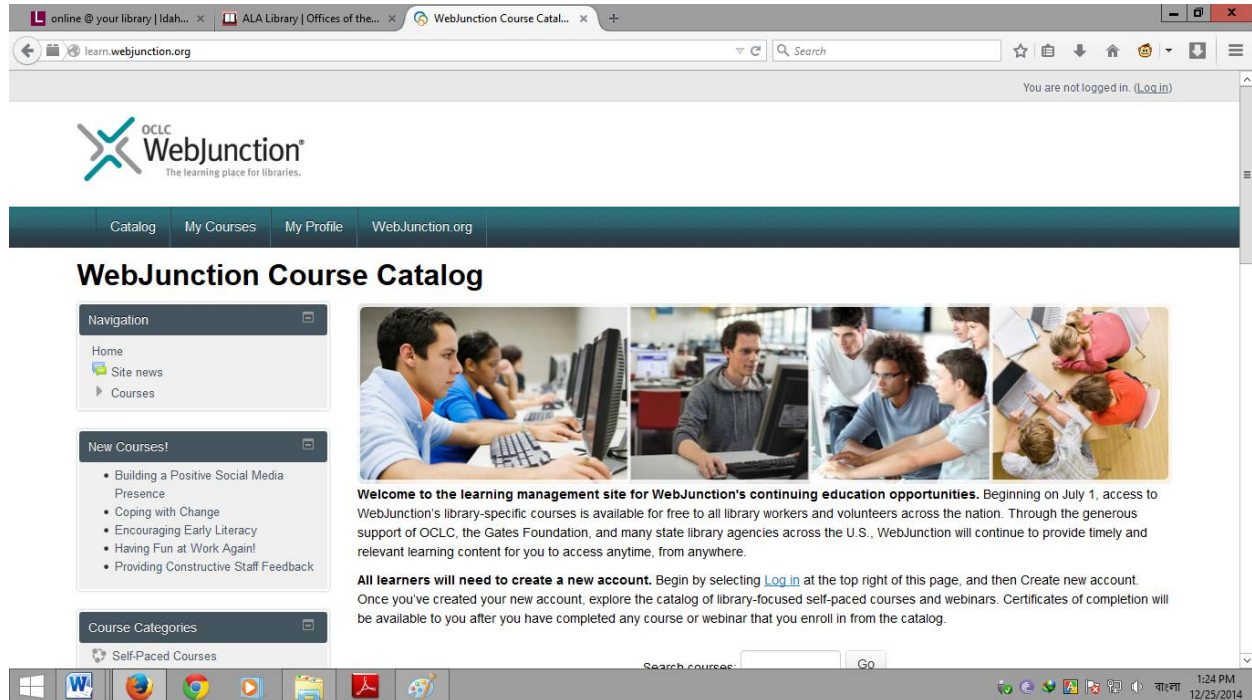 online @ your library | Idah...
ALA Library | Offices of the...
WebJunction Course Catal...
learn.webjunction.org
Search
You are not logged in. (Log in)
OCLC
WebJunction®
The learning place for libraries.
Catalog My Courses My Profile WebJunction.org
WebJunction Course Catalog
Navigation
Home
Site news
Courses
New Courses!
• Building a Positive Social Media
Presence
• Coping with Change
• Encouraging Early Literacy
• Having Fun at Work Again!
• Providing Constructive Staff Feedback
Course Categories
Self-Paced Courses
Welcome to the learning management site for WebJunction's continuing education opportunities. Beginning on July 1, access to
WebJunction's library-specific courses is available for free to all library workers and volunteers across the nation. Through the generous
support of OCLC, the Gates Foundation, and many state library agencies across the U.S., WebJunction will continue to provide timely and
relevant learning content for you to access anytime, from anywhere.
All learners will need to create a new account. Begin by selecting Log in at the top right of this page, and then Create new account.
Once you've created your new account, explore the catalog of library-focused self-paced courses and webinars. Certificates of completion will
be available to you after you have completed any course or webinar that you enroll in from the catalog.
Search courses: Go
বাংলা
1:24 PM
12/25/2014